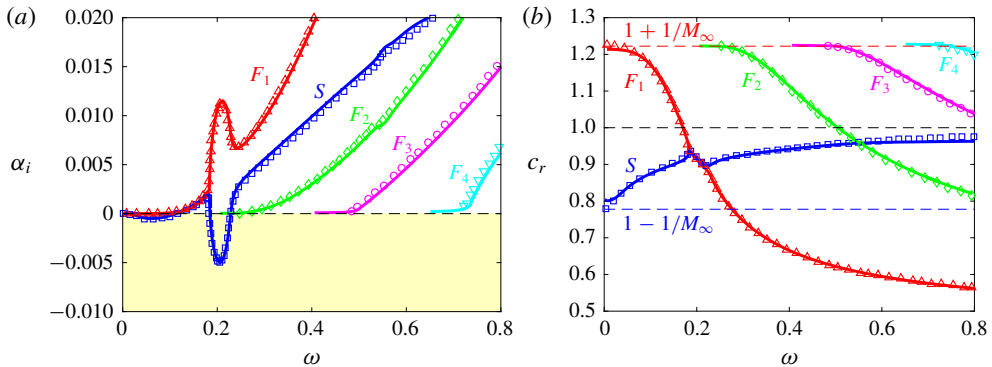 (a)
0.020
0.015
0.010
0.005
0
−0.005
−0.010
α_i
F_1
S
F_2
F_3
F_4
0 0.2 0.4 0.6 0.8
ω
(b)
1.3
1.2
1.1
1.0
0.9
0.8
0.7
0.6
0.5
c_r
1 + 1/M_∞
F_1
F_2
F_3
F_4
S
1 − 1/M_∞
0 0.2 0.4 0.6 0.8
ω